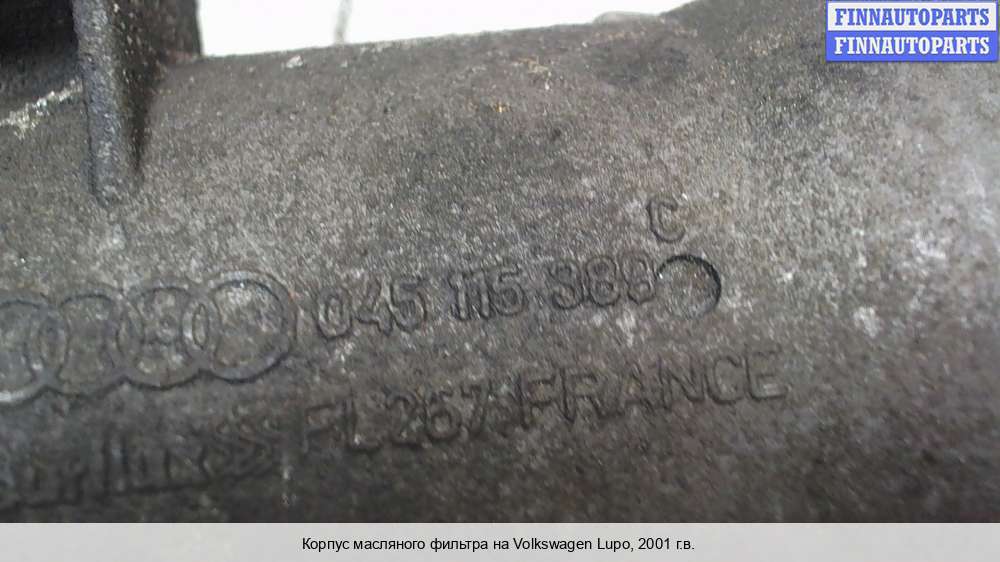 FINNAUTOPARTS
FINNAUTOPARTS
C
045 115 389
FL267 FRANCE
Корпус масляного фильтра на Volkswagen Lupo, 2001 г.в.